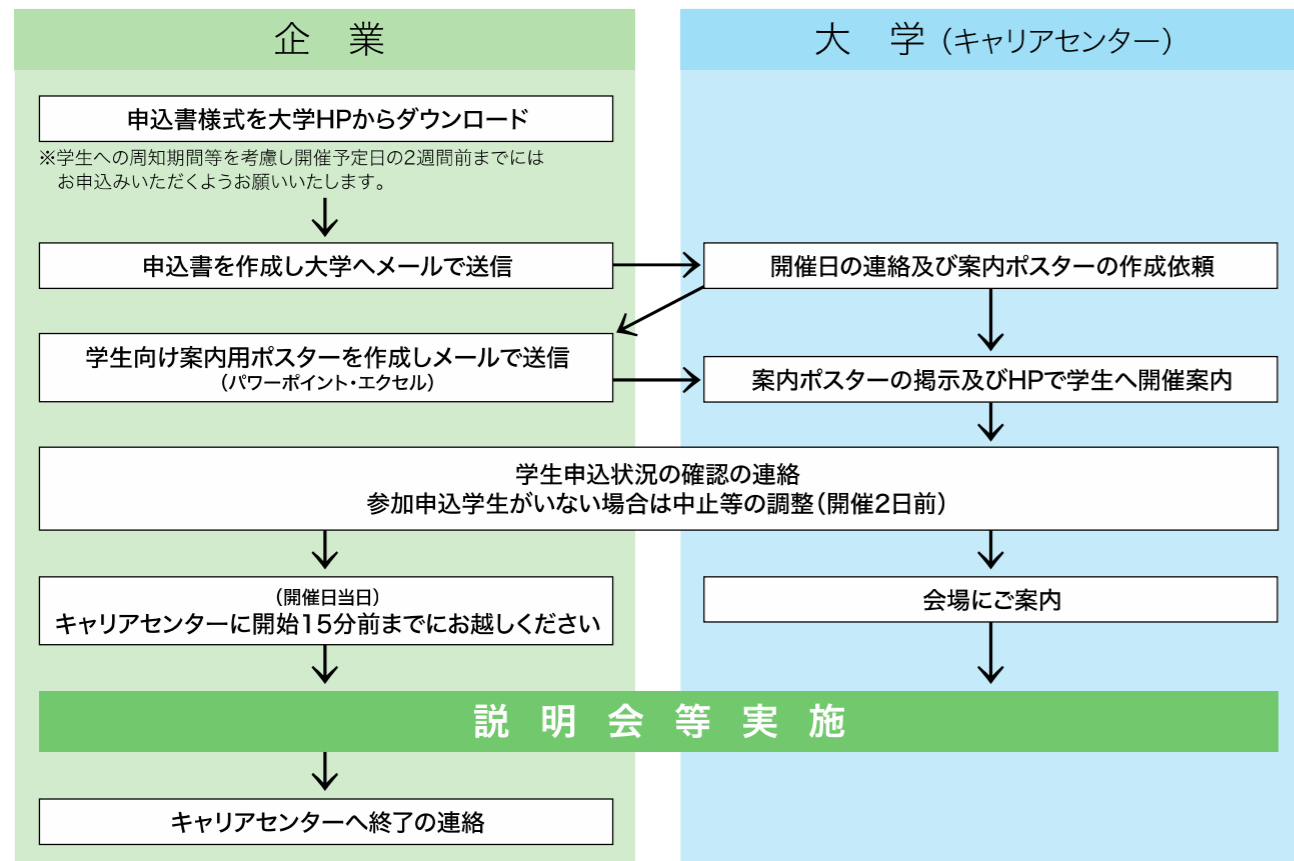 企　業
大　学（キャリアセンター）
申込書様式を大学HPからダウンロード
※学生への周知期間等を考慮し開催予定日の2週間前までには
お申込みいただくようお願いいたします。
申込書を作成し大学へメールで送信
開催日の連絡及び案内ポスターの作成依頼
学生向け案内用ポスターを作成しメールで送信
（パワーポイント・エクセル）
案内ポスターの掲示及びHPで学生へ開催案内
学生申込状況の確認の連絡
参加申込学生がいない場合は中止等の調整（開催2日前）
（開催日当日）
キャリアセンターに開始15分前までにお越しください
会場にご案内
説明会等実施
キャリアセンターへ終了の連絡